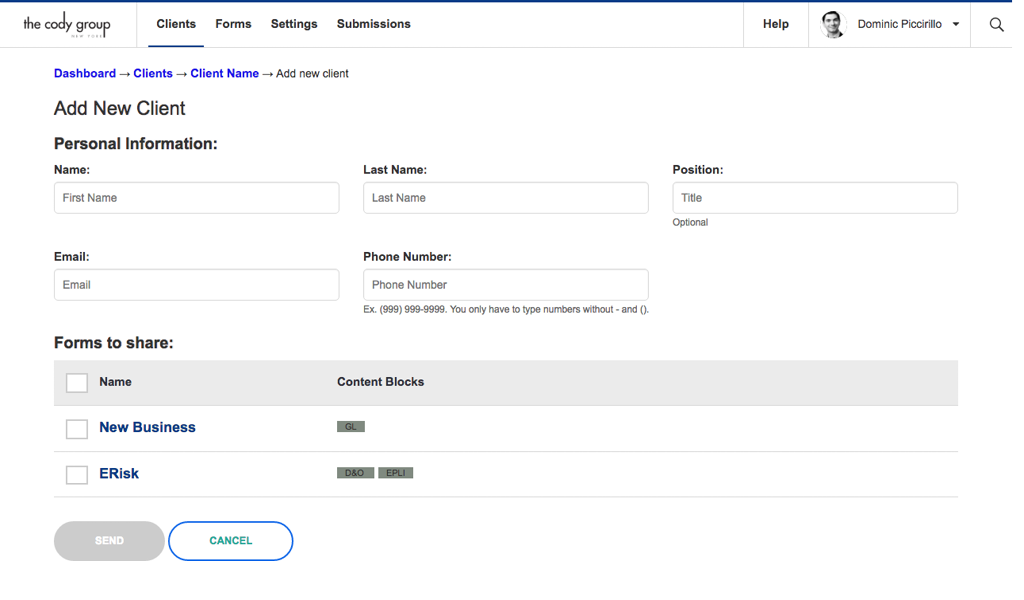 the cody group
NEW YORK
Clients Forms Settings Submissions
Help
Dominic Piccirillo
Dashboard → Clients → Client Name → Add new client
Add New Client
Personal Information:
Name: Last Name: Position:
First Name Last Name Title
Optional
Email: Phone Number:
Email Phone Number
Ex. (999) 999-9999. You only have to type numbers without - and ().
Forms to share:
Name Content Blocks
New Business GL
ERisk D&O EPLI
SEND CANCEL